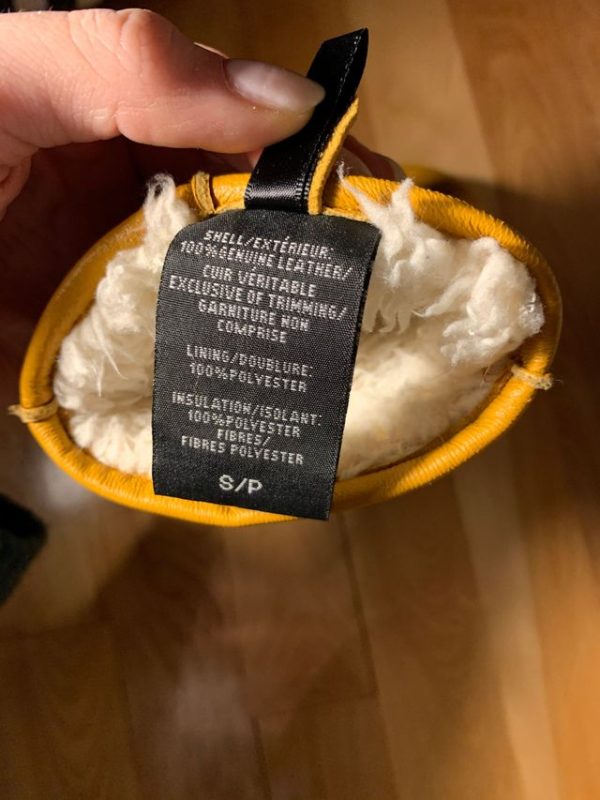 SHELL/EXTÉRIEUR:
100%GENUINE LEATHER/
CUIR VÉRITABLE
EXCLUSIVE OF TRIMMING/
GARNITURE NON
COMPRISE
LINING/DOUBLURE:
100%POLYESTER
INSULATION/ISOLANT:
100%POLYESTER
FIBRES/
FIBRES POLYESTER
S/P